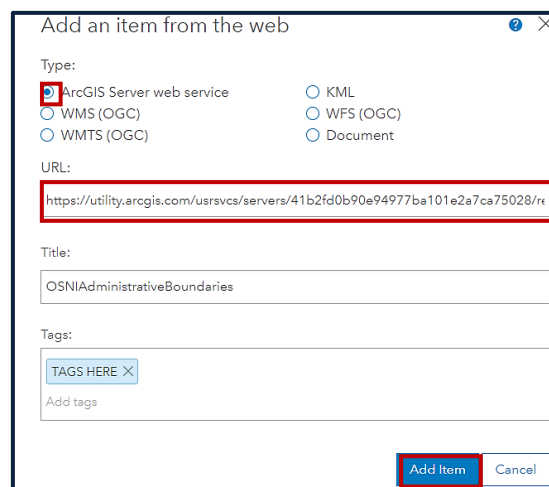 Add an item from the web
Type:
ArcGIS Server web service
KML
WMS (OGC)
WFS (OGC)
WMTS (OGC)
Document
URL:
https://utility.arcgis.com/usrsvcs/servers/41b2fd0b90e94977ba101e2a7ca75028/re
Title:
OSNIAdministrativeBoundaries
Tags:
TAGS HERE
Add tags
Add Item
Cancel